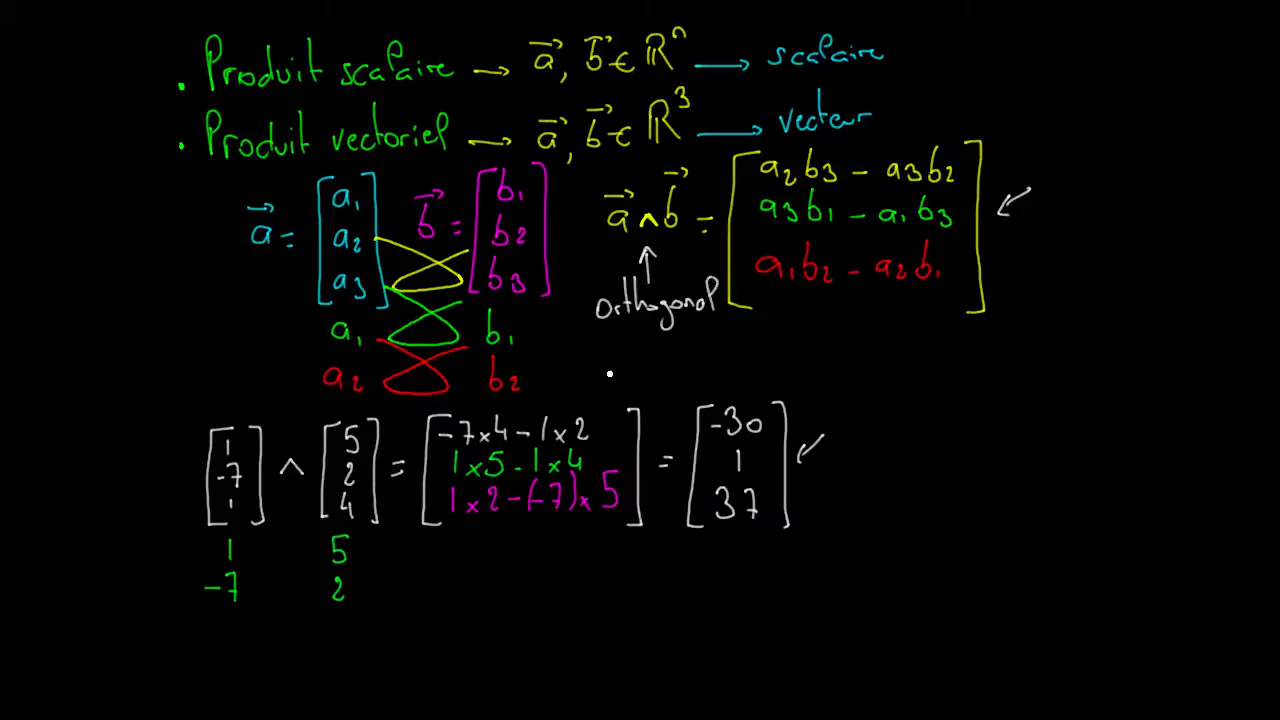 . Produit scalaire → a⃗, b⃗ ∈ ℝⁿ → scalaire
. Produit vectoriel → a⃗, b⃗ ∈ ℝ³ → vecteur
a⃗ = [a₁ a₂ a₃] b⃗ = [b₁ b₂ b₃] a⃗ ∧ b⃗ = [a₂b₃ - a₃b₂
a₃b₁ - a₁b₃
a₁b₂ - a₂b₁]
orthogonal
a₁ b₁
a₂ b₂
[1 -7 1] ∧ [5 2 4] = [-7×4 - 1×2
1×5 - 1×4
1×2 - (-7)×5] = [-30 1 37]
1 5
-7 2